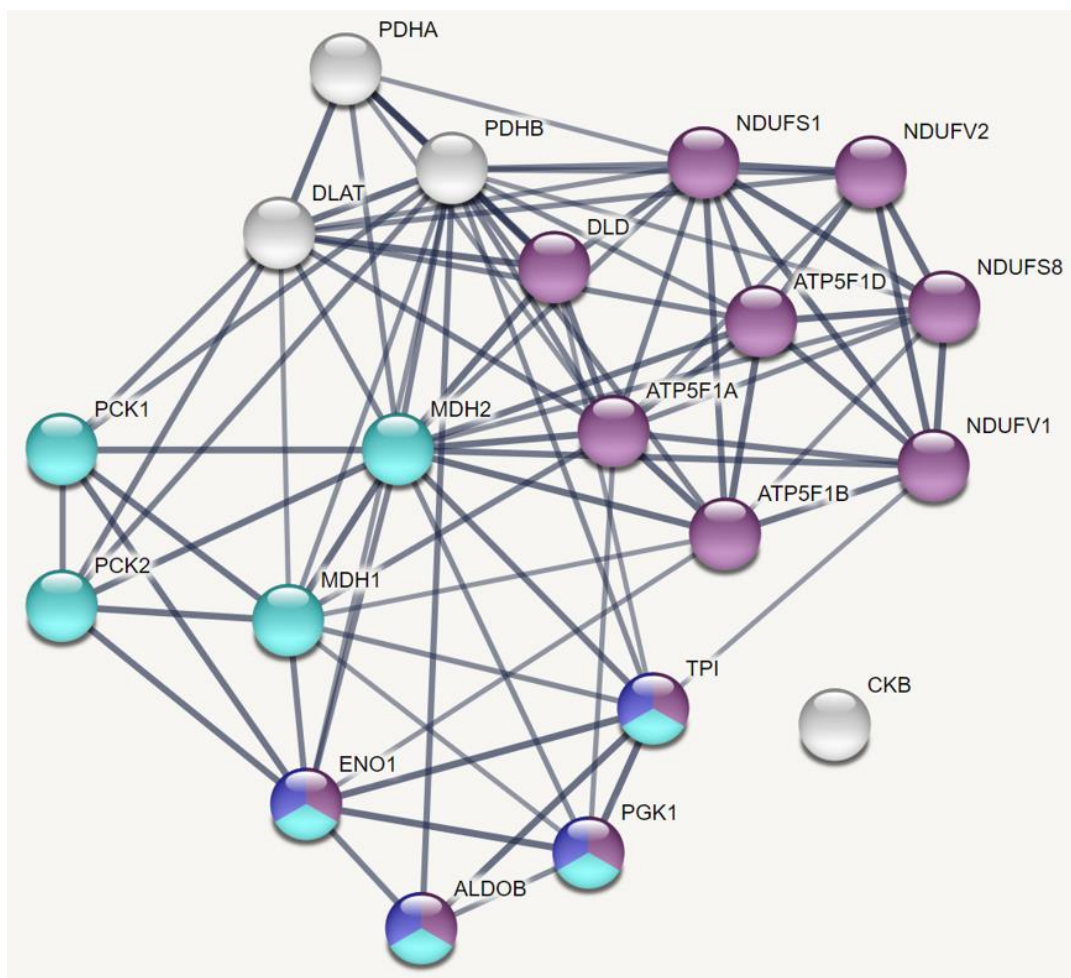 PDHA
PDHB
NDUFS1
NDUFV2
DLAT
DLD
NDUFS8
ATP5F1D
ATP5F1A
PCK1
MDH2
NDUFV1
ATP5F1B
PCK2
MDH1
TPI
CKB
ENO1
PGK1
ALDOB